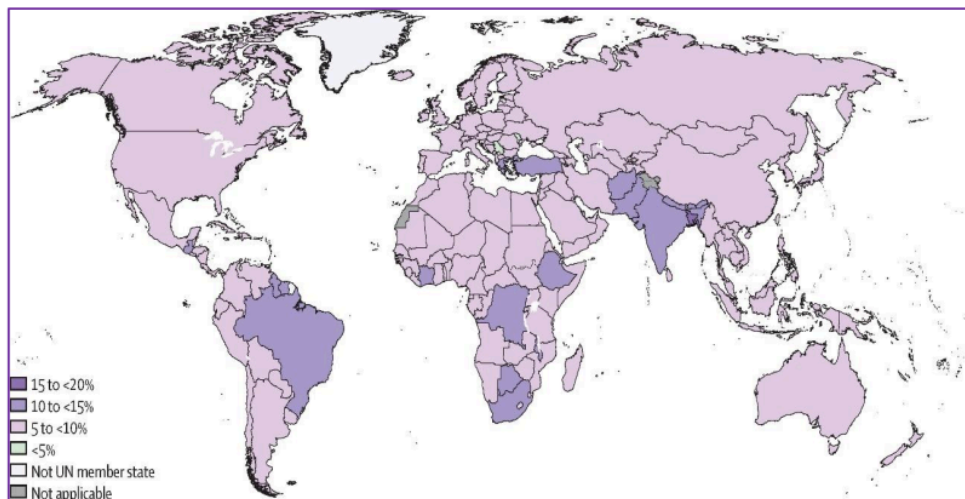 15 to <20%
10 to <15%
5 to <10%
<5%
Not UN member state
Not applicable